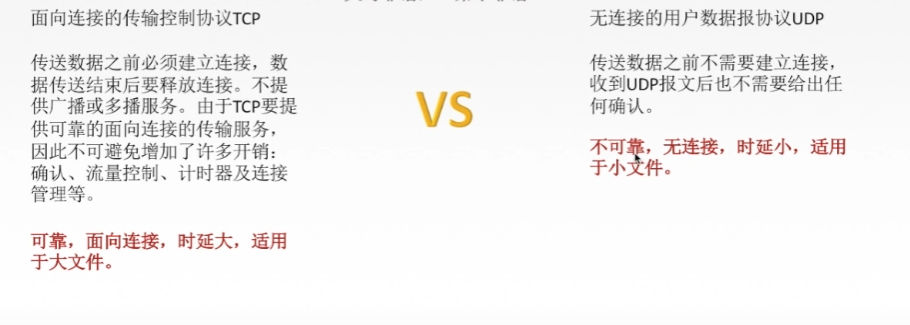 面向连接的传输控制协议TCP
传送数据之前必须建立连接，数
据传送结束后要释放连接。不提
供广播或多播服务。由于TCP要提
供可靠的面向连接的传输服务，
因此不可避免增加了许多开销：
确认、流量控制、计时器及连接
管理等。
可靠，面向连接，时延大，适用
于大文件。
VS
无连接的用户数据报协议UDP
传送数据之前不需要建立连接，
收到UDP报文后也不需要给出任
何确认。
不可靠，无连接，时延小，适用
于小文件。